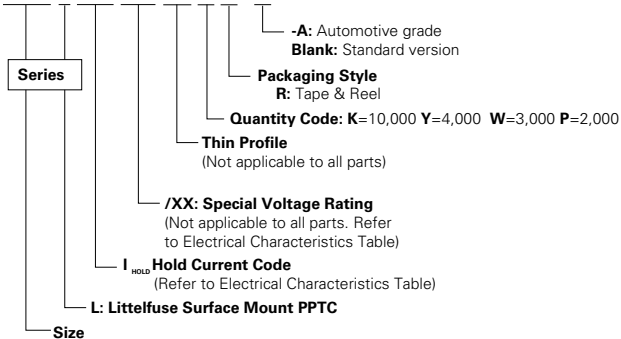 -A: Automotive grade
Blank: Standard version
Series
Packaging Style
R: Tape & Reel
Quantity Code: K=10,000 Y=4,000 W=3,000 P=2,000
Thin Profile
(Not applicable to all parts)
/XX: Special Voltage Rating
(Not applicable to all parts. Refer
to Electrical Characteristics Table)
I HOLD Hold Current Code
(Refer to Electrical Characteristics Table)
L: Littelfuse Surface Mount PPTC
Size